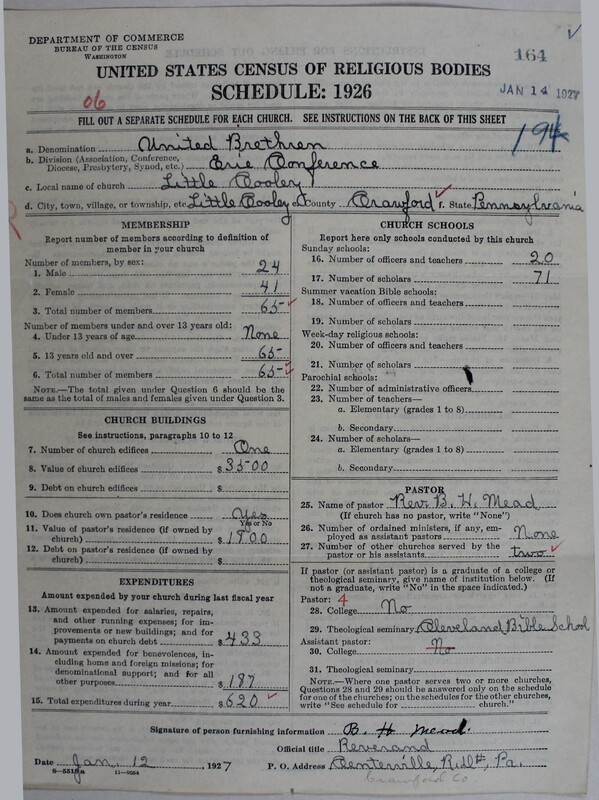 DEPARTMENT OF COMMERCE
BUREAU OF THE CENSUS
WASHINGTON
164
UNITED STATES CENSUS OF RELIGIOUS BODIES
SCHEDULE: 1926
JAN 14 1927
06
FILL OUT A SEPARATE SCHEDULE FOR EACH CHURCH. SEE INSTRUCTIONS ON THE BACK OF THIS SHEET
194
a. Denomination United Brethren
b. Division (Association, Conference, Diocese, Presbytery, Synod, etc.) Erie Conference
c. Local name of church Little Cooley
d. City, town, village, or township, etc. Little Cooley e. County Crawford f. State Pennsylvania
MEMBERSHIP
Report number of members according to definition of
member in your church
Number of members, by sex:
1. Male 24
2. Female 41
3. Total number of members 65
Number of members under and over 13 years old:
4. Under 13 years of age None
5. 13 years old and over 65
6. Total number of members 65
NOTE.—The total given under Question 6 should be
same as the total of males and females given under Question 3.
CHURCH BUILDINGS
See instructions, paragraphs 10 to 12
7. Number of church edifices One
8. Value of church edifices $ 3500
9. Debt on church edifices $
10. Does church own pastor's residence? Yes
Yes or No
11. Value of pastor's residence (if owned by
church) $ 1800
12. Debt on pastor's residence (if owned by
church) $
EXPENDITURES
Amount expended by your church during last fiscal year
13. Amount expended for salaries, repairs,
and other running expenses; for im-
provements or new buildings; and for
payments on church debt $ 433
14. Amount expended for benevolences, in-
cluding home and foreign missions; for
denominational support; and for all
other purposes $ 187
15. Total expenditures during year $ 620
CHURCH SCHOOLS
Report here only schools conducted by this church
Sunday schools:
16. Number of officers and teachers 20
17. Number of scholars 71
Summer vacation Bible schools:
18. Number of officers and teachers
19. Number of scholars
Week-day religious schools:
20. Number of officers and teachers
21. Number of scholars
Parochial schools:
22. Number of administrative officers
23. Number of teachers—
a. Elementary (grades 1 to 8)
b. Secondary
24. Number of scholars—
a. Elementary (grades 1 to 8)
b. Secondary
PASTOR
25. Name of pastor Rev. B. H. Mead
(If church has no pastor, write "None")
26. Number of ordained ministers, if any, em-
ployed as assistant pastors None
27. Number of other churches served by the
pastor or his assistants two
If pastor (or assistant pastor) is a graduate of a college or
theological seminary, give name of institution below. (If
not a graduate, write "No" in the space indicated.)
Pastor: 4
28. College No
29. Theological seminary Cleveland Bible School
Assistant pastor:
30. College No
31. Theological seminary
NOTE.—Where one pastor serves two or more churches,
Questions 28 and 29 should be answered only on the schedule
for one of the churches; on the schedules for the other churches,
write "See schedule for church."
Signature of person furnishing information B. H. Mead.
Official title Reverand
Date Jan. 12, 1927 P. O. Address Centerville, R.D.#1, Pa.
8-5518a 11-9054
Crawford Co.